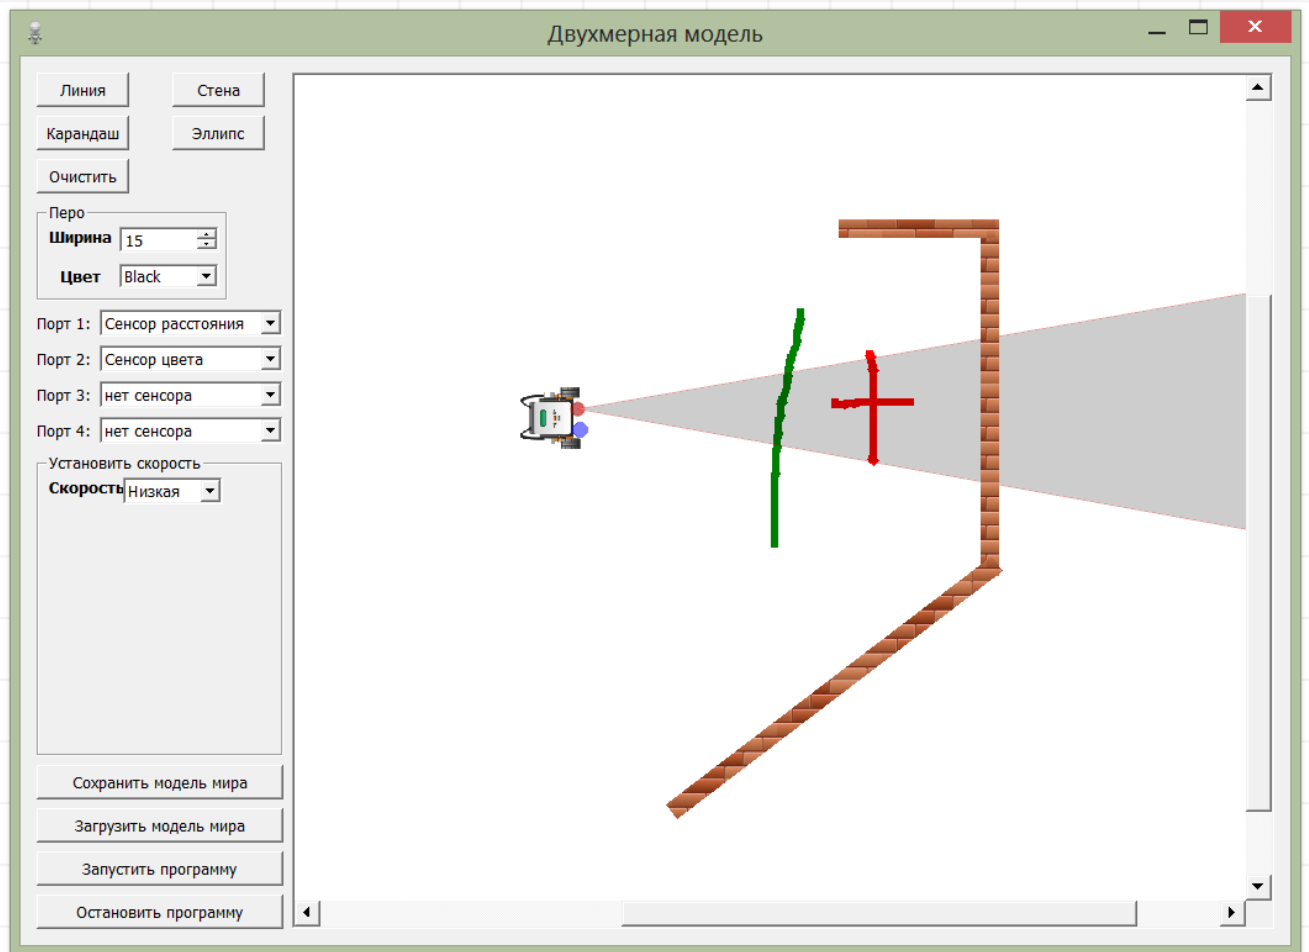 Двухмерная модель
Линия
Стена
Карандаш
Эллипс
Очистить
Перо
Ширина 15
Цвет Black
Порт 1: Сенсор расстояния
Порт 2: Сенсор цвета
Порт 3: нет сенсора
Порт 4: нет сенсора
Установить скорость
Скорость Низкая
Сохранить модель мира
Загрузить модель мира
Запустить программу
Остановить программу